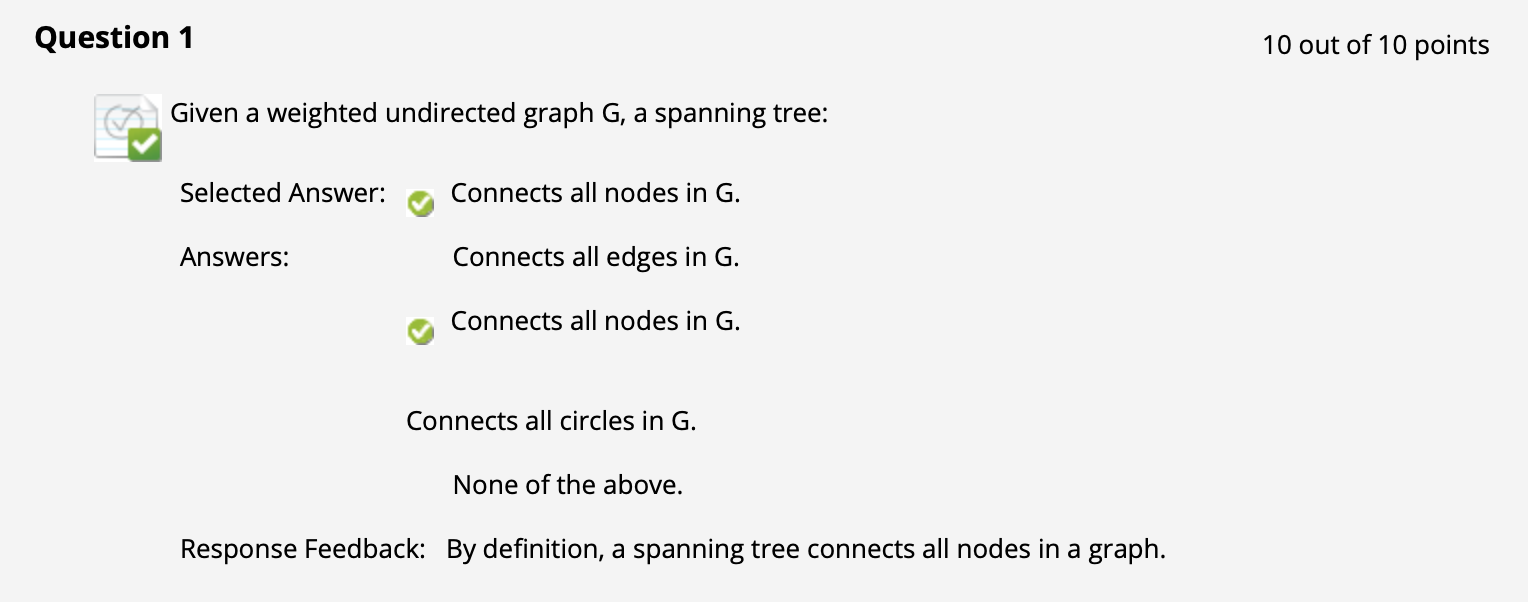 Question 1
10 out of 10 points
Given a weighted undirected graph G, a spanning tree:
Selected Answer: Connects all nodes in G.
Answers: Connects all edges in G.
Connects all nodes in G.
Connects all circles in G.
None of the above.
Response Feedback: By definition, a spanning tree connects all nodes in a graph.